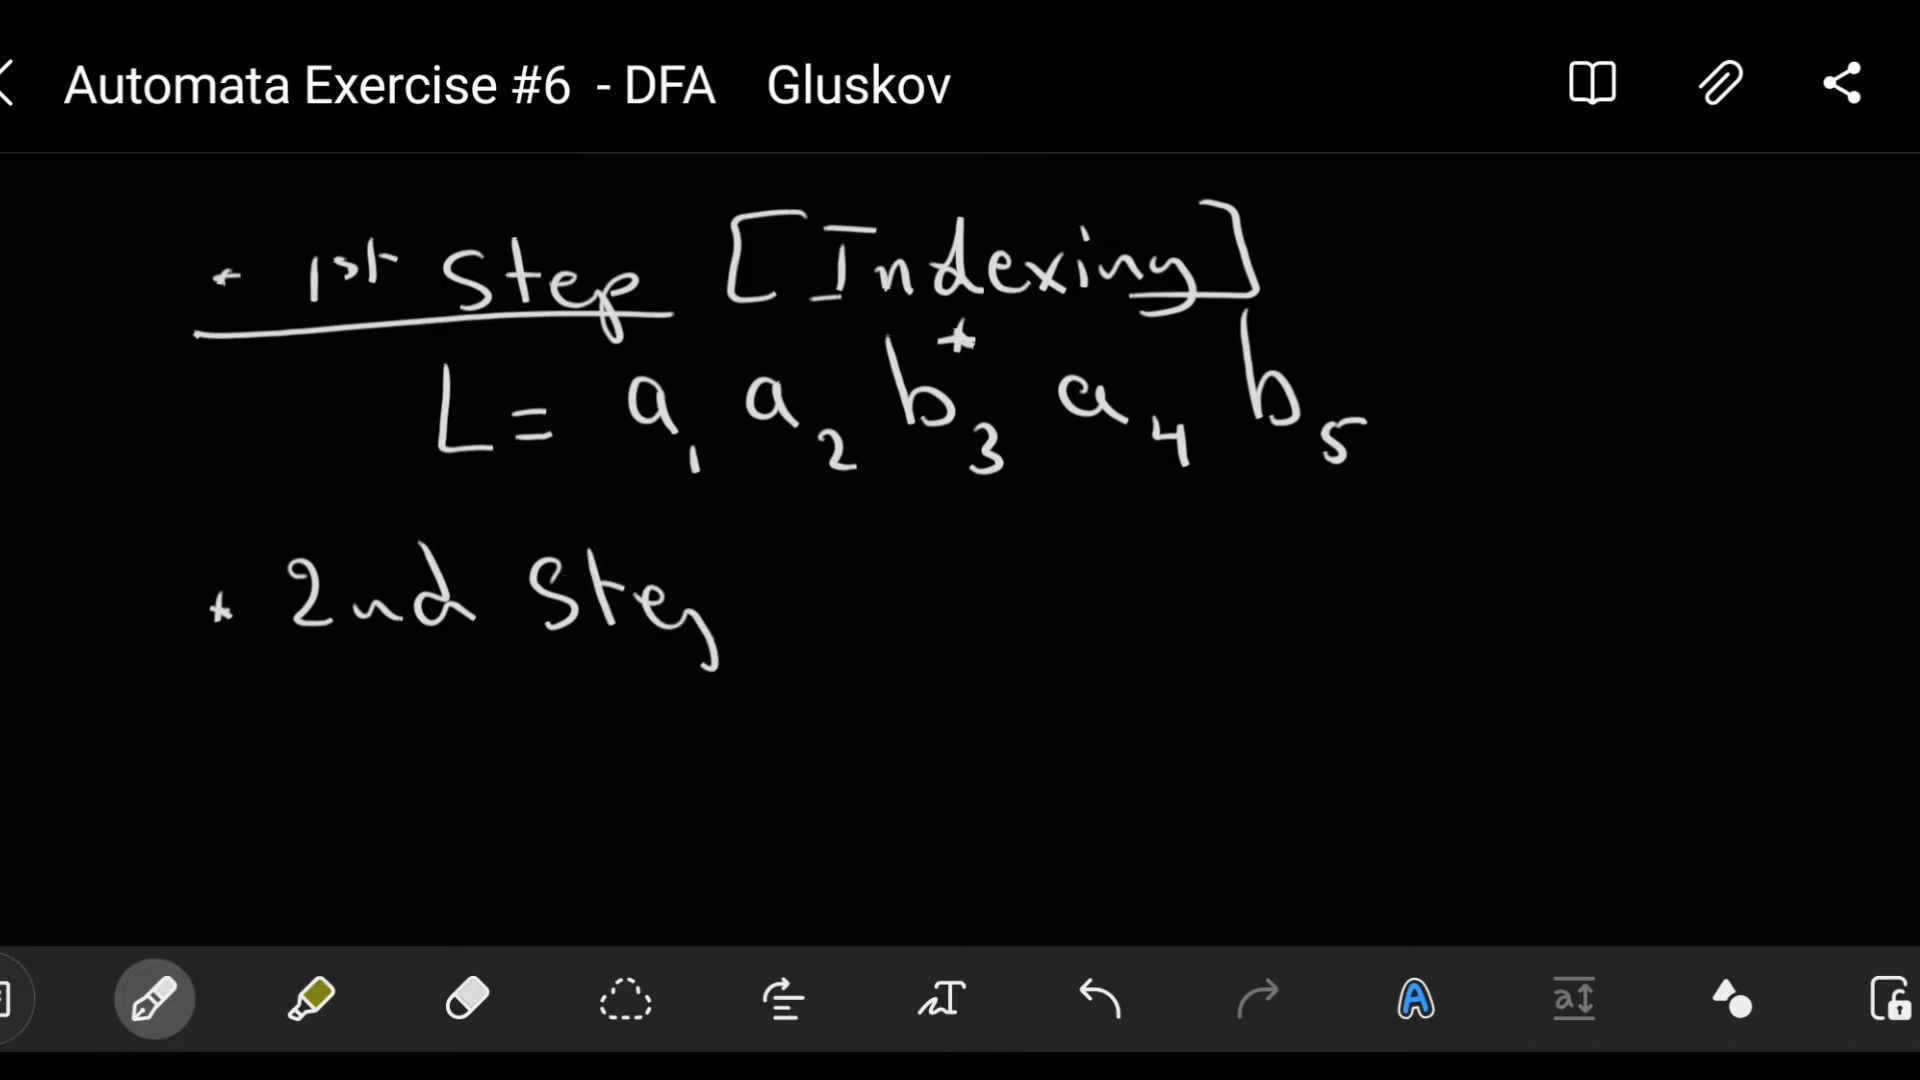 Automata Exercise #6 - DFA Gluskov
* 1st Step [Indexing]
L = a₁ a₂ b₃* a₄ b₅
* 2nd Step